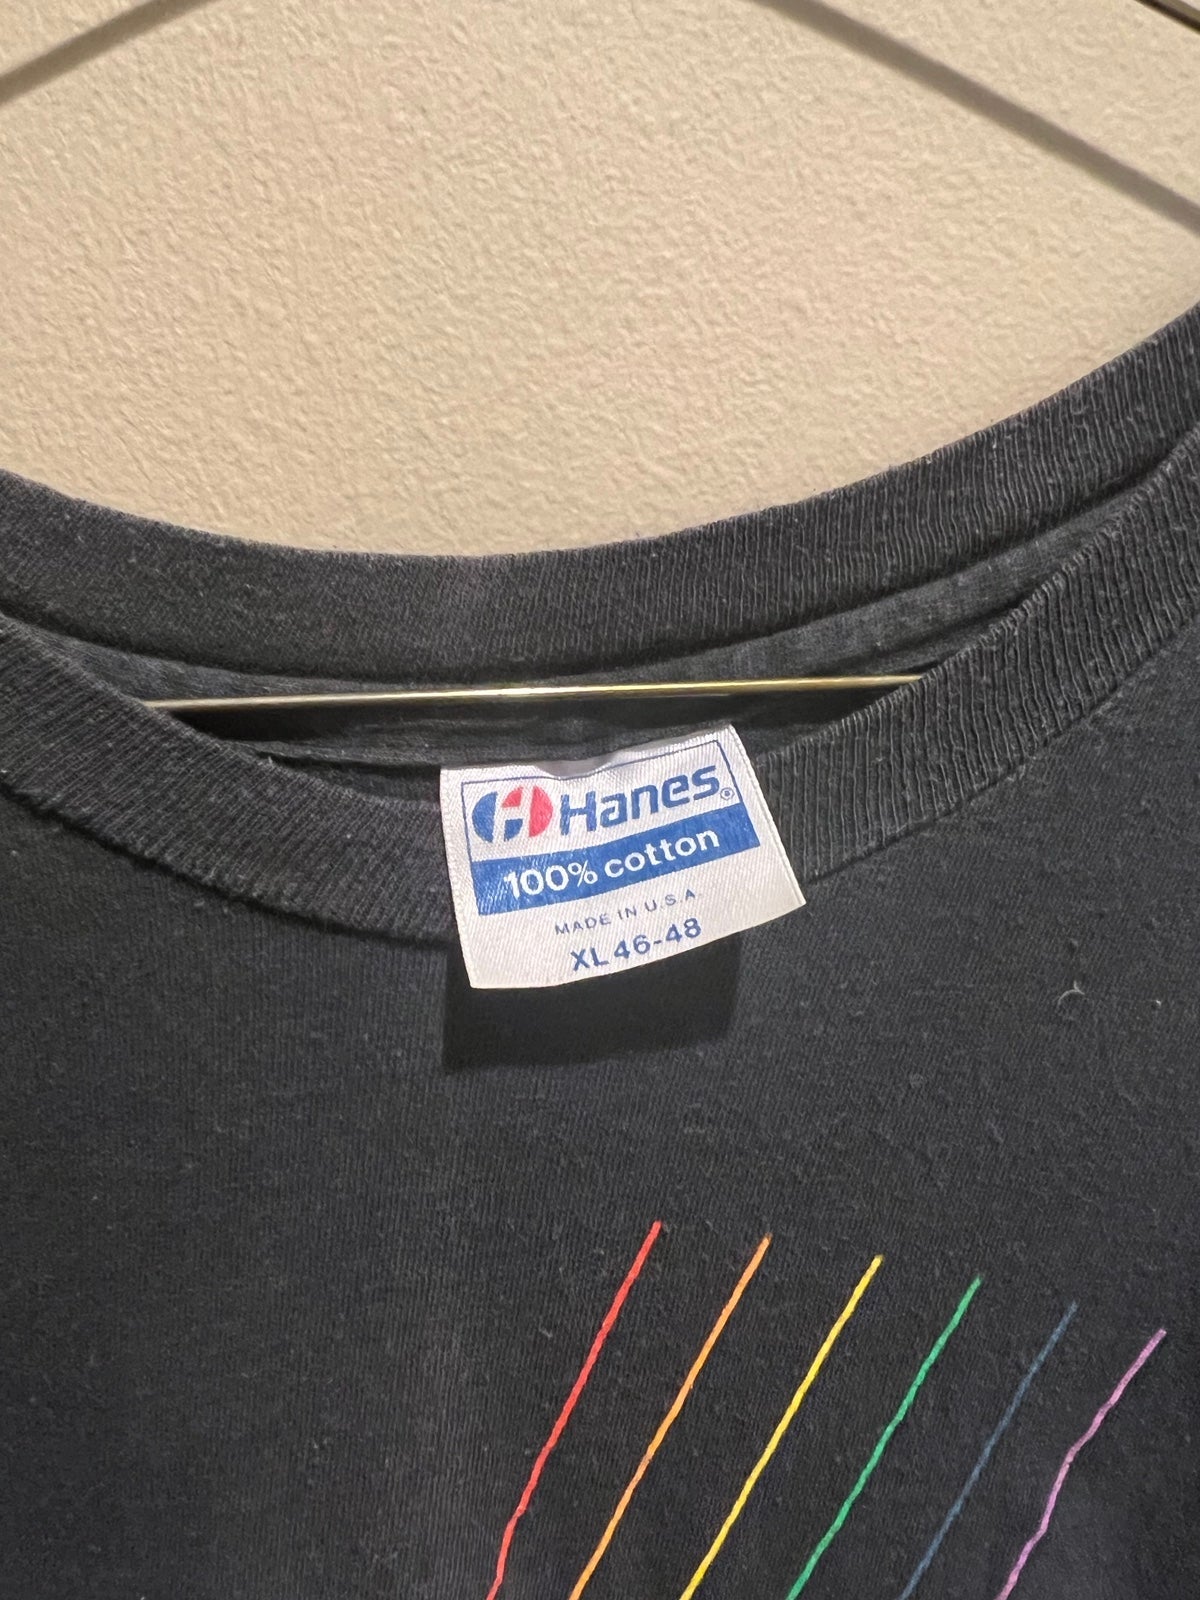 Hanes®
100% cotton
MADE IN U.S.A.
XL 46-48